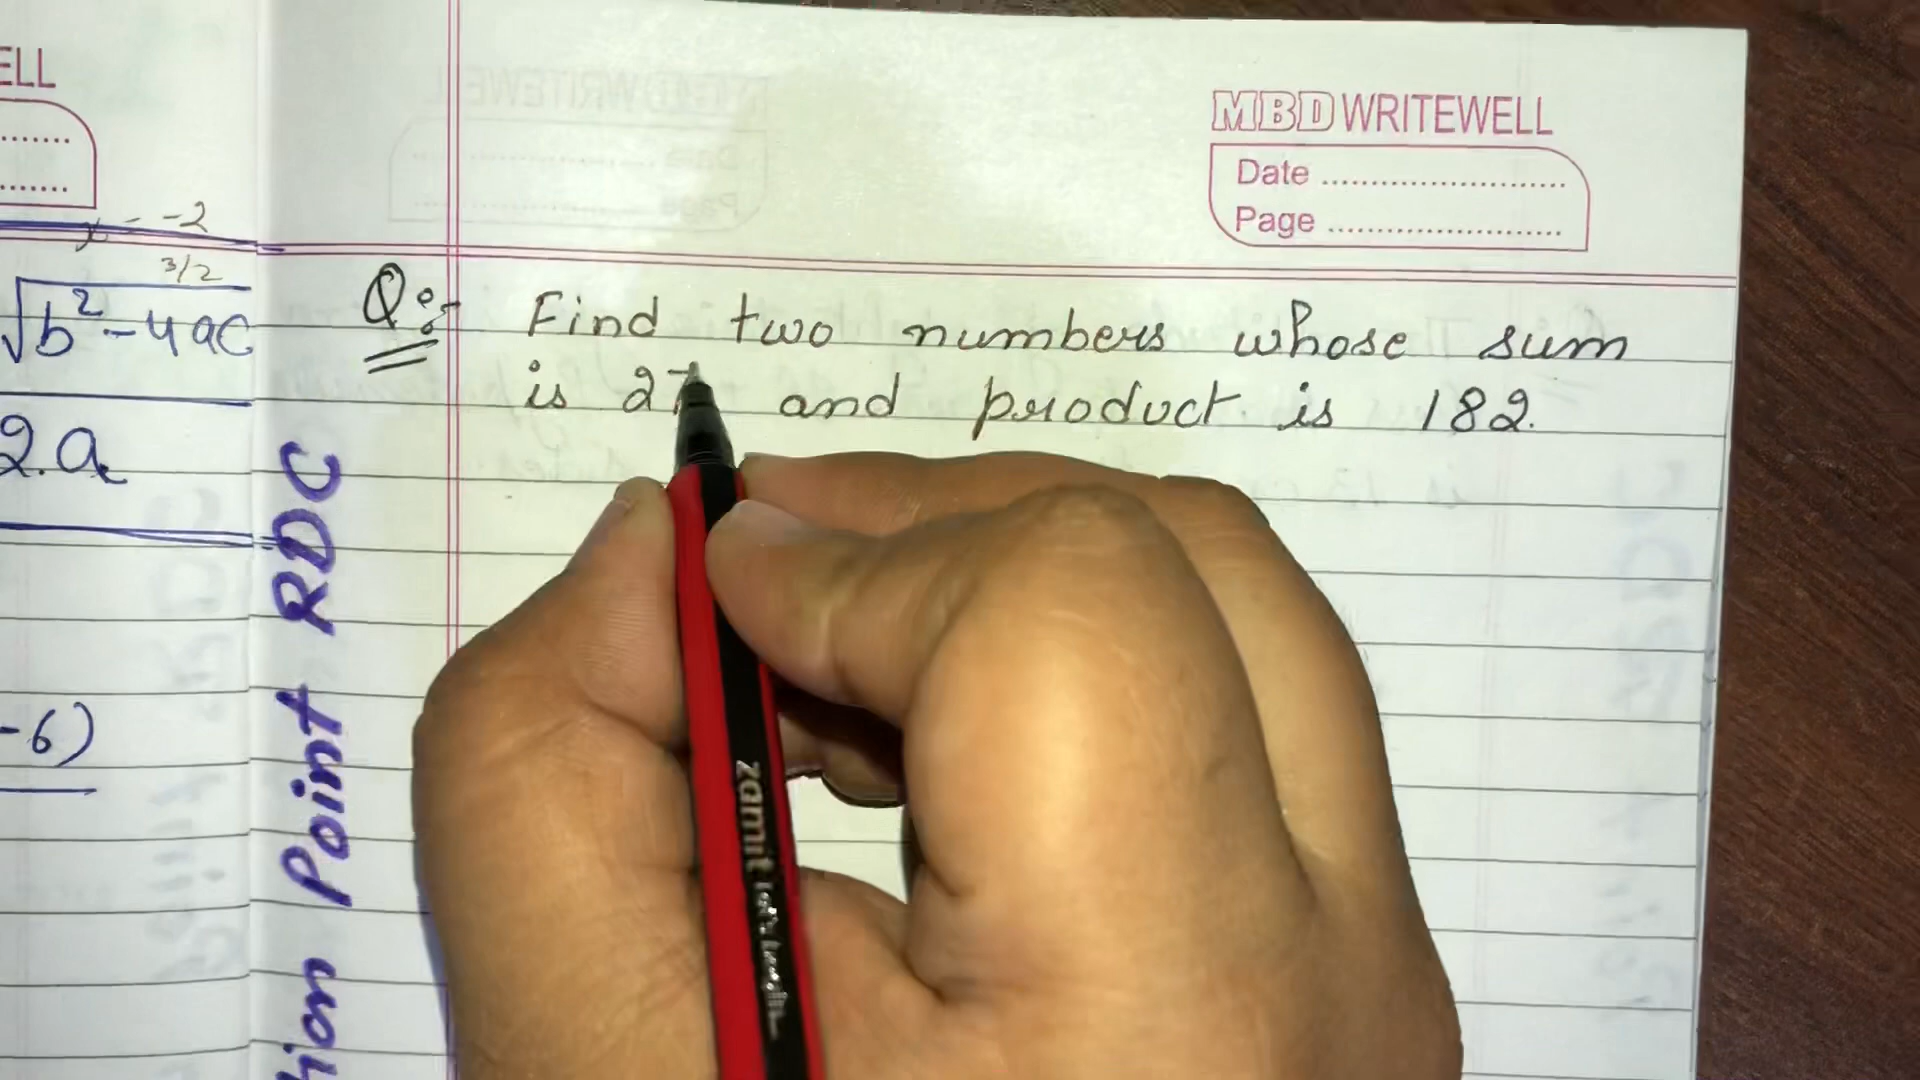 ELL
x = -2
3/2
√b²-4ac
2.a
-6)
Point RDC
MBD WRITEWELL
Date
Page
Q:- Find two numbers whose sum
is 27 and product is 182.
zamit